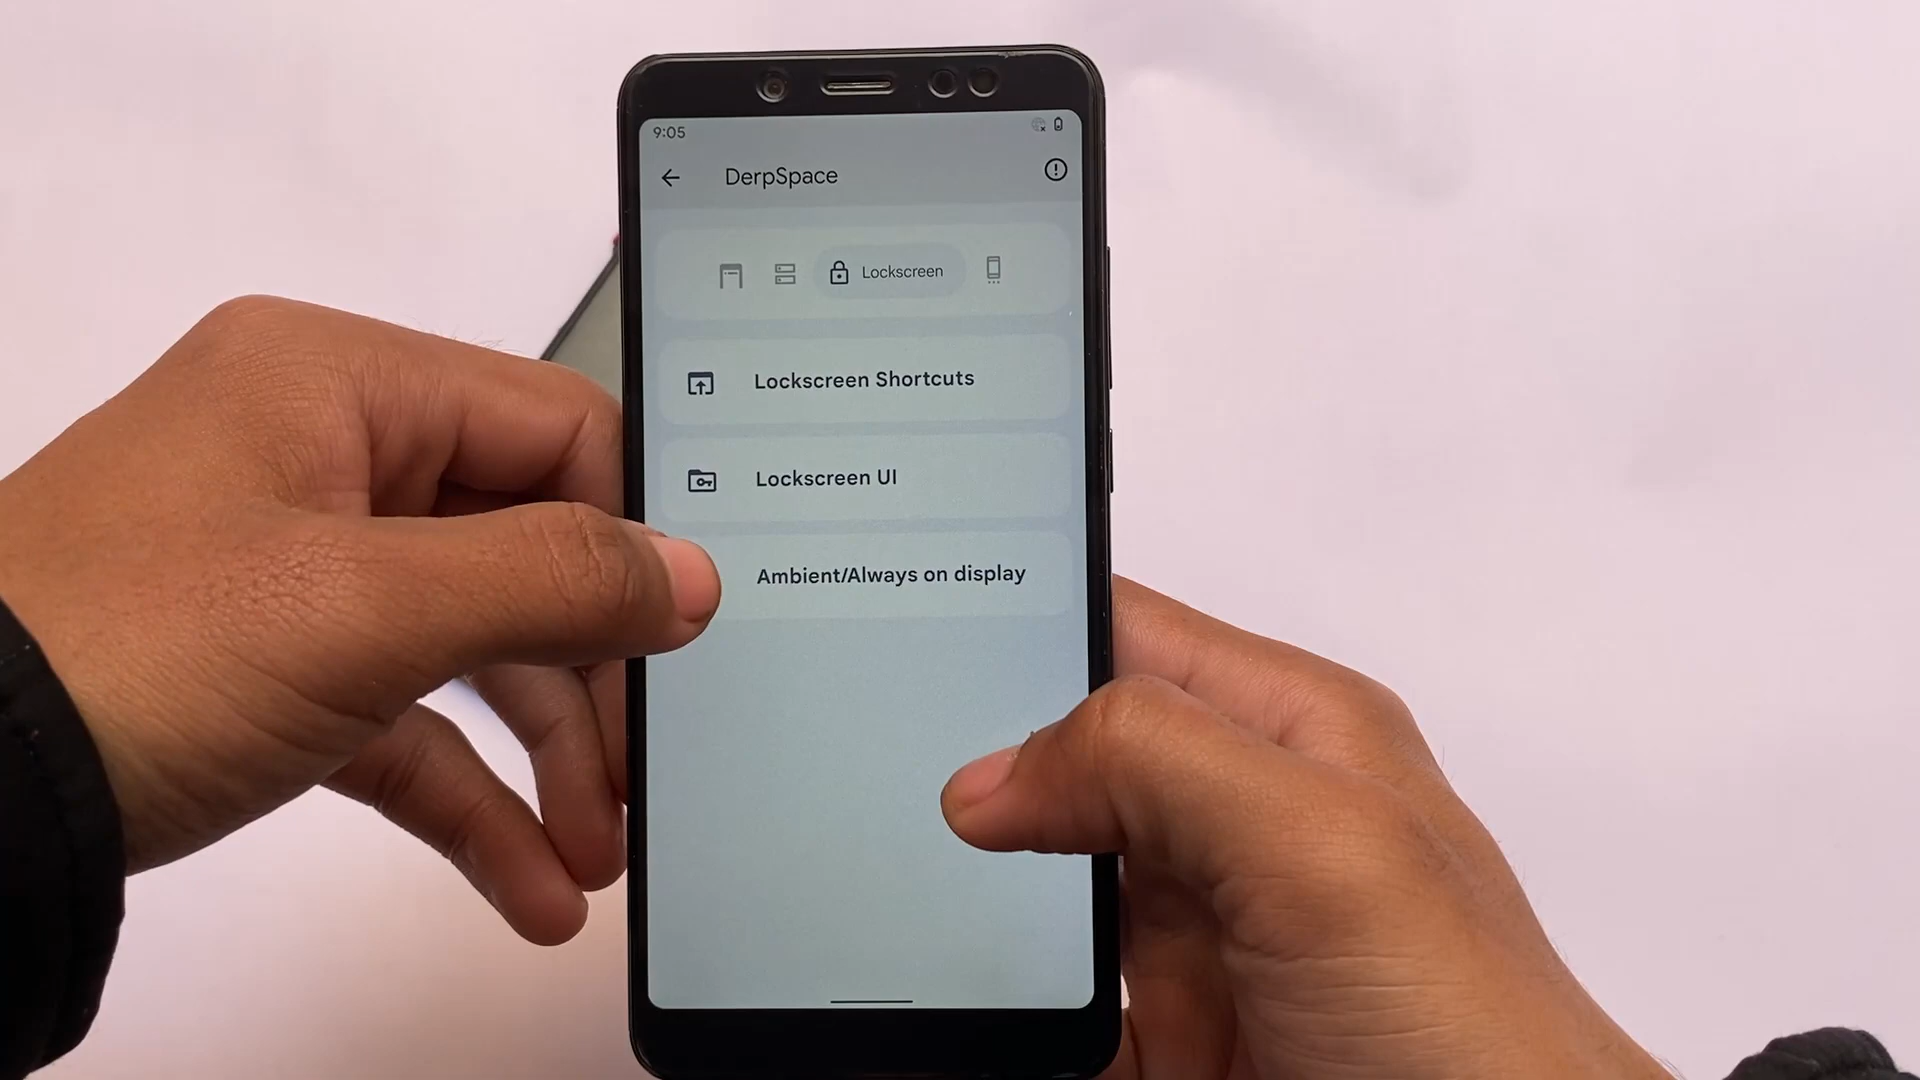 9:05
DerpSpace
Lockscreen
Lockscreen Shortcuts
Lockscreen UI
Ambient/Always on display